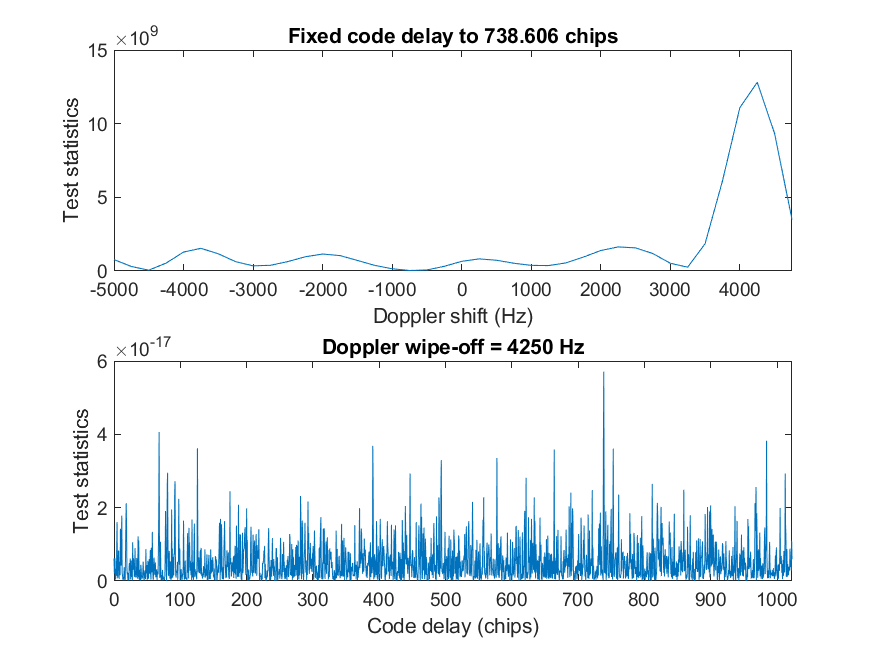 Fixed code delay to 738.606 chips
×10^9
15
10
5
0
Test statistics
-5000 -4000 -3000 -2000 -1000 0 1000 2000 3000 4000
Doppler shift (Hz)
Doppler wipe-off = 4250 Hz
×10^-17
6
4
2
0
Test statistics
0 100 200 300 400 500 600 700 800 900 1000
Code delay (chips)